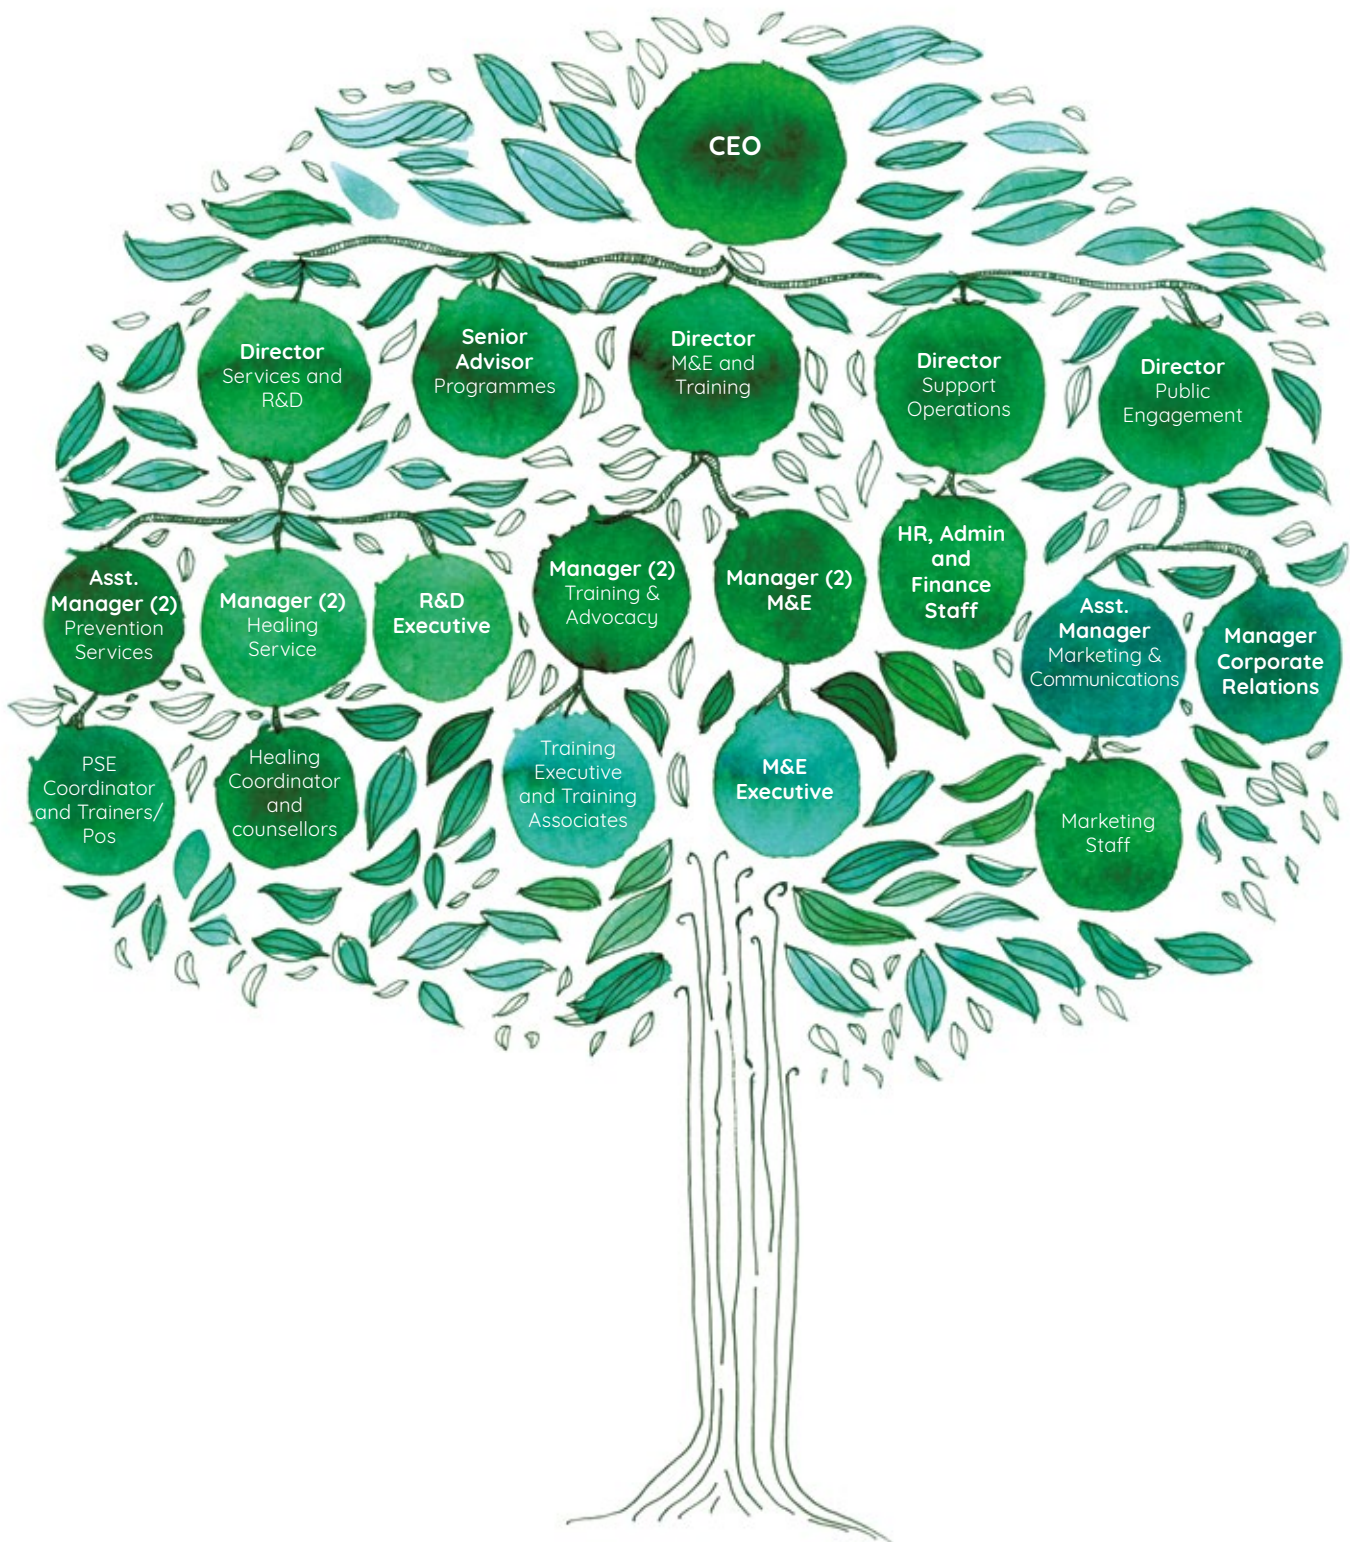 CEO
Director
Services and
R&D
Senior
Advisor
Programmes
Director
M&E and
Training
Director
Support
Operations
Director
Public
Engagement
Asst.
Manager (2)
Prevention
Services
Manager (2)
Healing
Service
R&D
Executive
Manager (2)
Training &
Advocacy
Manager (2)
M&E
HR, Admin
and
Finance
Staff
Asst.
Manager
Marketing &
Communications
Manager
Corporate
Relations
PSE
Coordinator
and Trainers/
Pos
Healing
Coordinator
and
counsellors
Training
Executive
and Training
Associates
M&E
Executive
Marketing
Staff